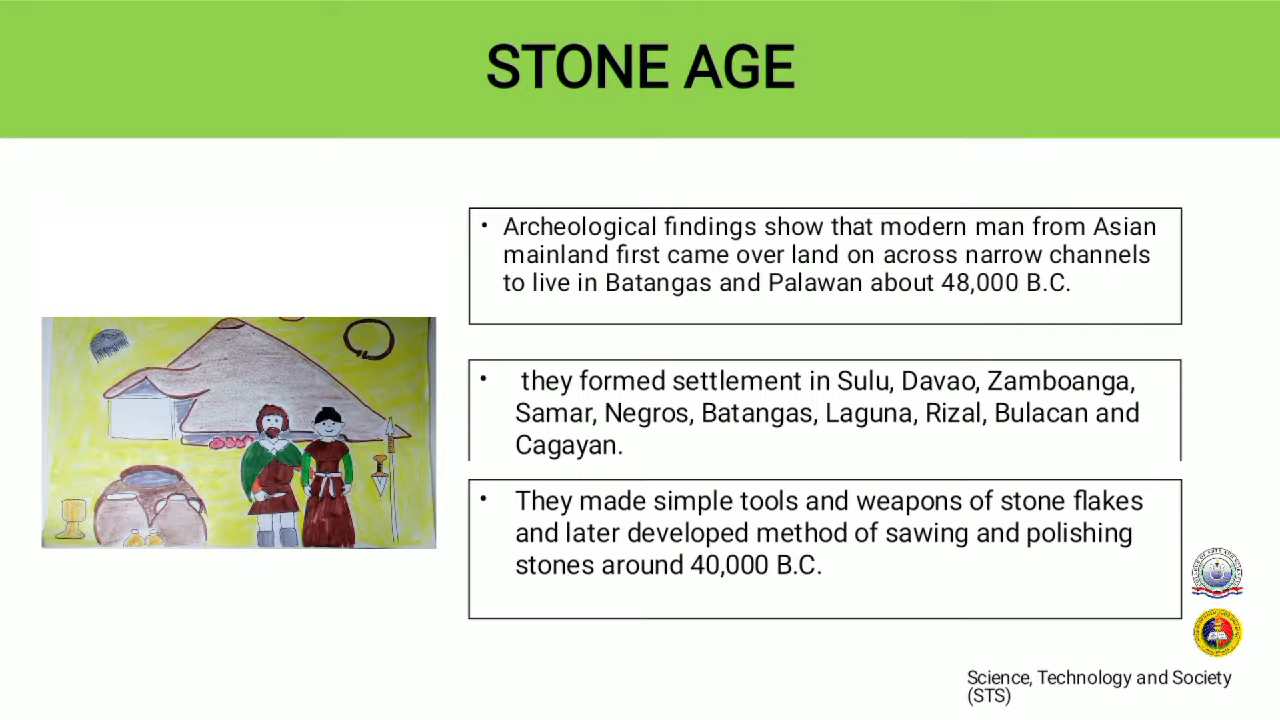 STONE AGE
• Archeological findings show that modern man from Asian
mainland first came over land on across narrow channels
to live in Batangas and Palawan about 48,000 B.C.
• they formed settlement in Sulu, Davao, Zamboanga,
Samar, Negros, Batangas, Laguna, Rizal, Bulacan and
Cagayan.
• They made simple tools and weapons of stone flakes
and later developed method of sawing and polishing
stones around 40,000 B.C.
Science, Technology and Society
(STS)